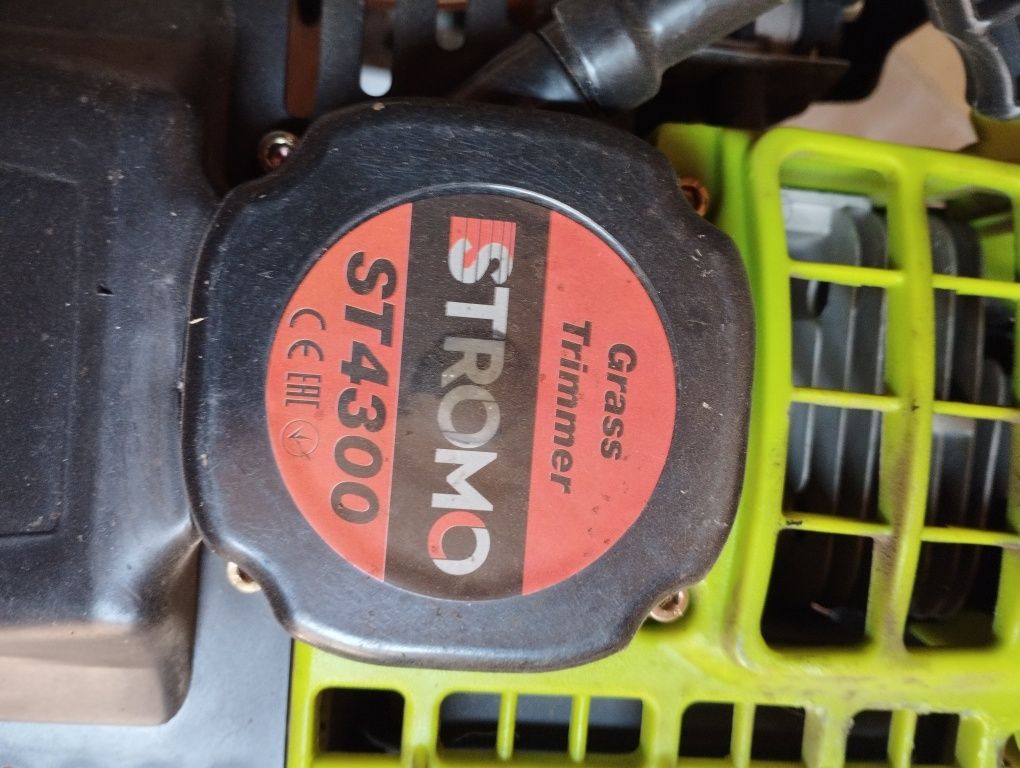 Grass
Trimmer
STROMO
ST4300
CE EAC